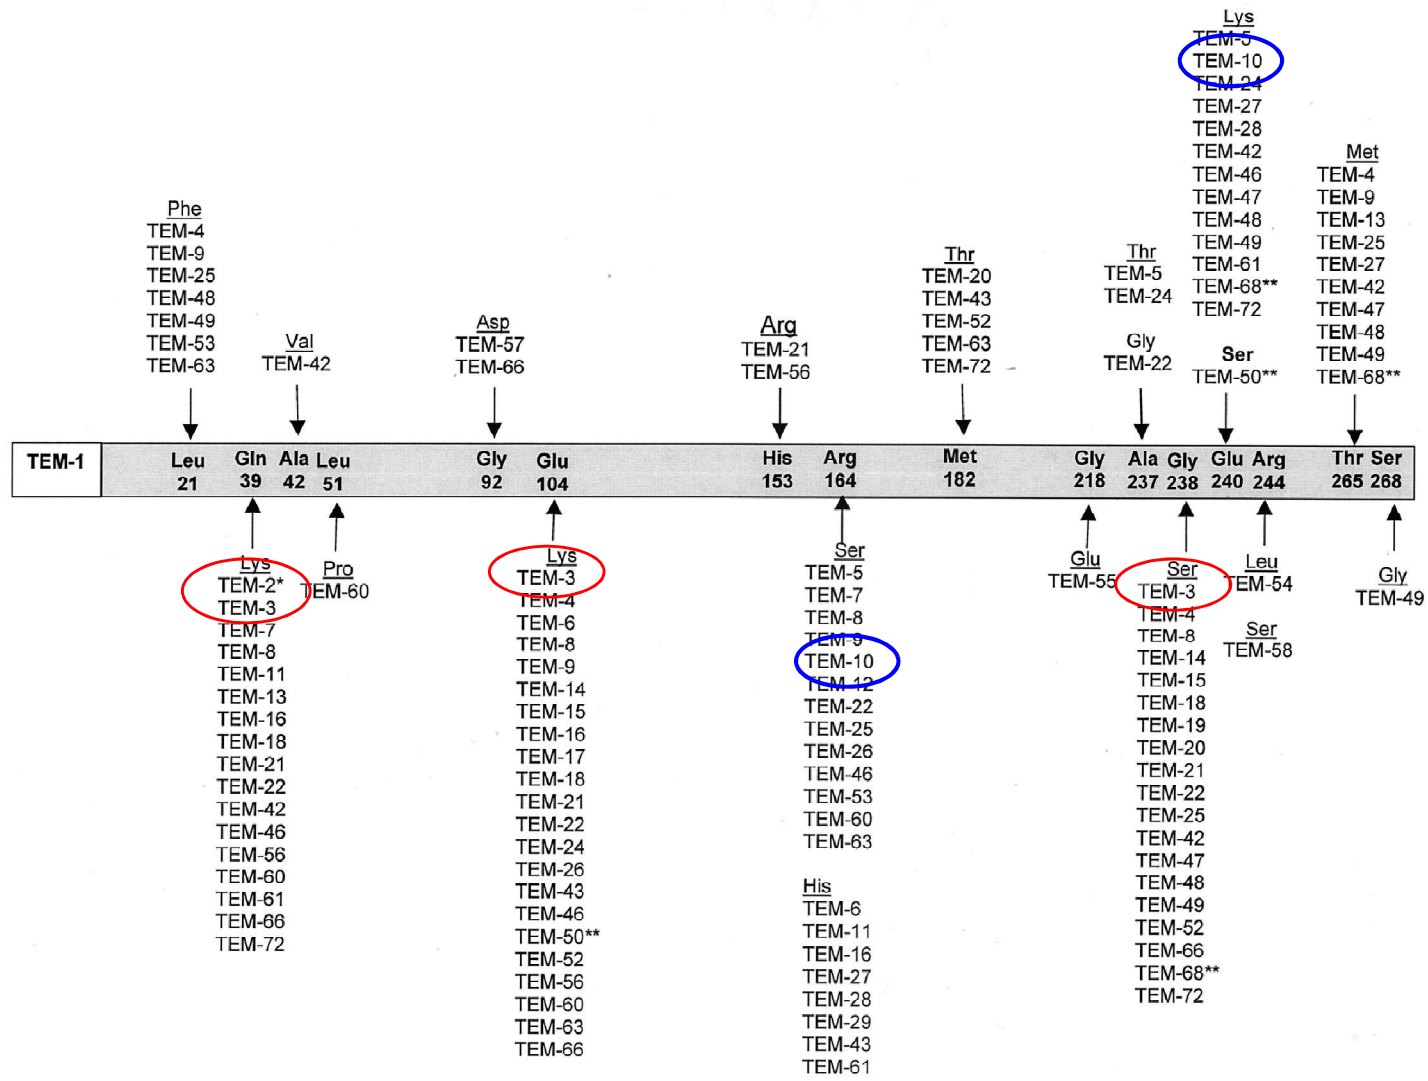 Phe
TEM-4
TEM-9
TEM-25
TEM-48
TEM-49
TEM-53
TEM-63
Val
TEM-42
Asp
TEM-57
TEM-66
Arg
TEM-21
TEM-56
Thr
TEM-20
TEM-43
TEM-52
TEM-63
TEM-72
Thr
TEM-5
TEM-24
Gly
TEM-22
Lys
TEM-5
TEM-10
TEM-24
TEM-27
TEM-28
TEM-42
TEM-46
TEM-47
TEM-48
TEM-49
TEM-61
TEM-68**
TEM-72
Ser
TEM-50**
Met
TEM-4
TEM-9
TEM-13
TEM-25
TEM-27
TEM-42
TEM-47
TEM-48
TEM-49
TEM-68**
TEM-1
Leu Gln Ala Leu Gly Glu His Arg Met Gly Ala Gly Glu Arg Thr Ser
21 39 42 51 92 104 153 164 182 218 237 238 240 244 265 268
Lys
TEM-2*
TEM-3
TEM-7
TEM-8
TEM-11
TEM-13
TEM-16
TEM-18
TEM-21
TEM-22
TEM-42
TEM-46
TEM-56
TEM-60
TEM-61
TEM-66
TEM-72
Pro
TEM-60
Lys
TEM-3
TEM-4
TEM-6
TEM-8
TEM-9
TEM-14
TEM-15
TEM-16
TEM-17
TEM-18
TEM-21
TEM-22
TEM-24
TEM-26
TEM-43
TEM-46
TEM-50**
TEM-52
TEM-56
TEM-60
TEM-63
TEM-66
Ser
TEM-5
TEM-7
TEM-8
TEM-9
TEM-10
TEM-12
TEM-22
TEM-25
TEM-26
TEM-46
TEM-53
TEM-60
TEM-63
His
TEM-6
TEM-11
TEM-16
TEM-27
TEM-28
TEM-29
TEM-43
TEM-61
Glu
TEM-55
Ser
TEM-3
TEM-4
TEM-8
TEM-14
TEM-15
TEM-18
TEM-19
TEM-20
TEM-21
TEM-22
TEM-25
TEM-42
TEM-47
TEM-48
TEM-49
TEM-52
TEM-66
TEM-68**
TEM-72
Leu
TEM-54
Ser
TEM-58
Gly
TEM-49